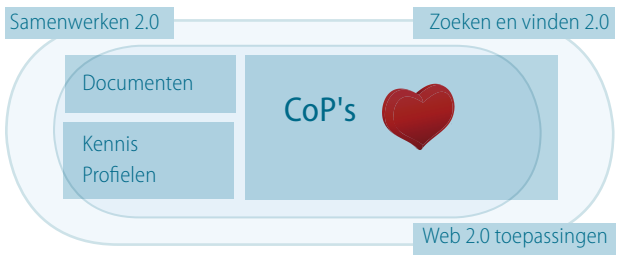 Samenwerken 2.0
Zoeken en vinden 2.0
Documenten
CoP's
Kennis
Profielen
Web 2.0 toepassingen